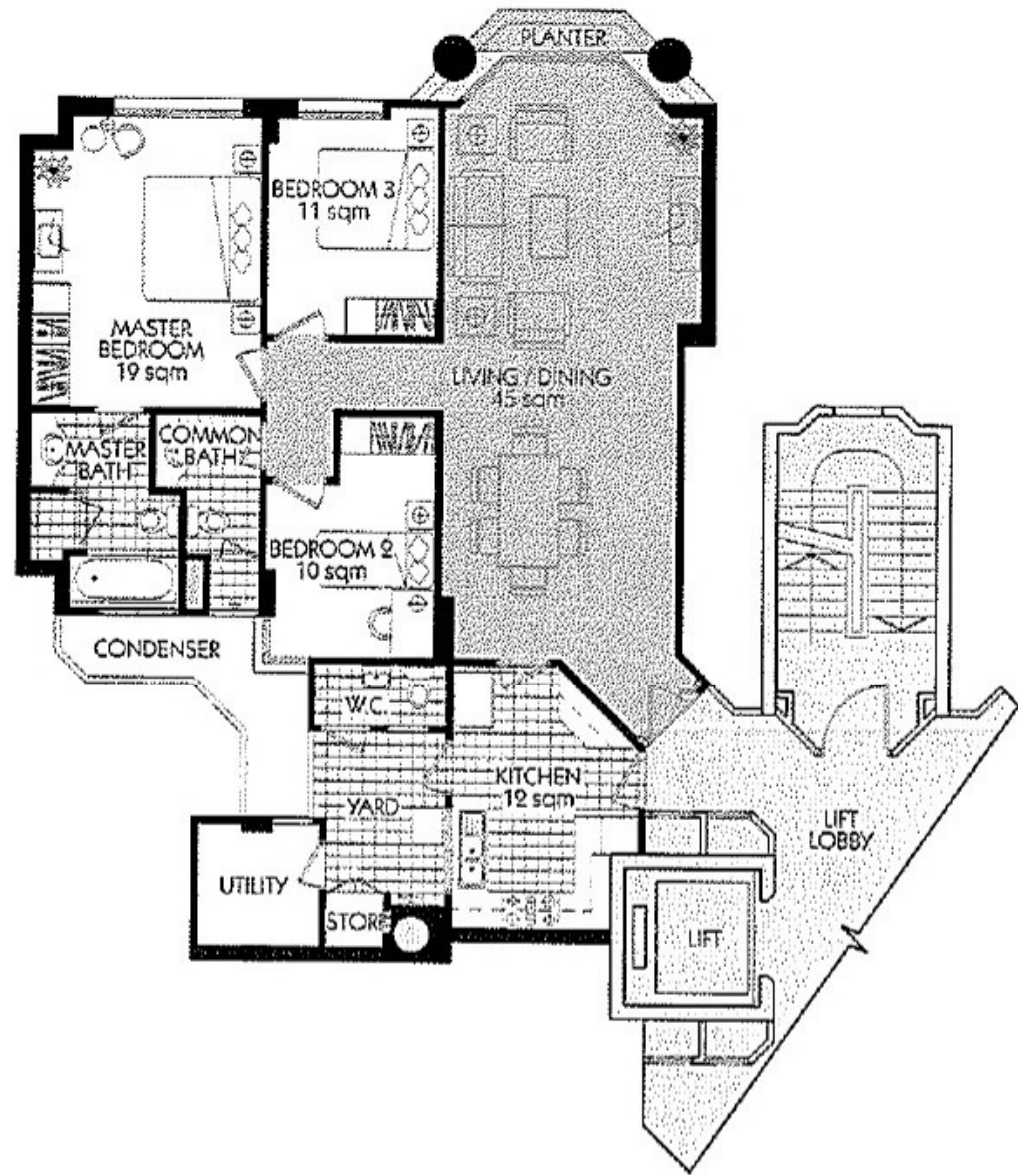 PLANTER
BEDROOM 3
11 sqm
MASTER
BEDROOM
19 sqm
LIVING / DINING
45 sqm
MASTER
BATH
COMMON
BATH
BEDROOM 2
10 sqm
CONDENSER
W.C.
KITCHEN
12 sqm
YARD
LIFT
LOBBY
UTILITY
STORE
LIFT